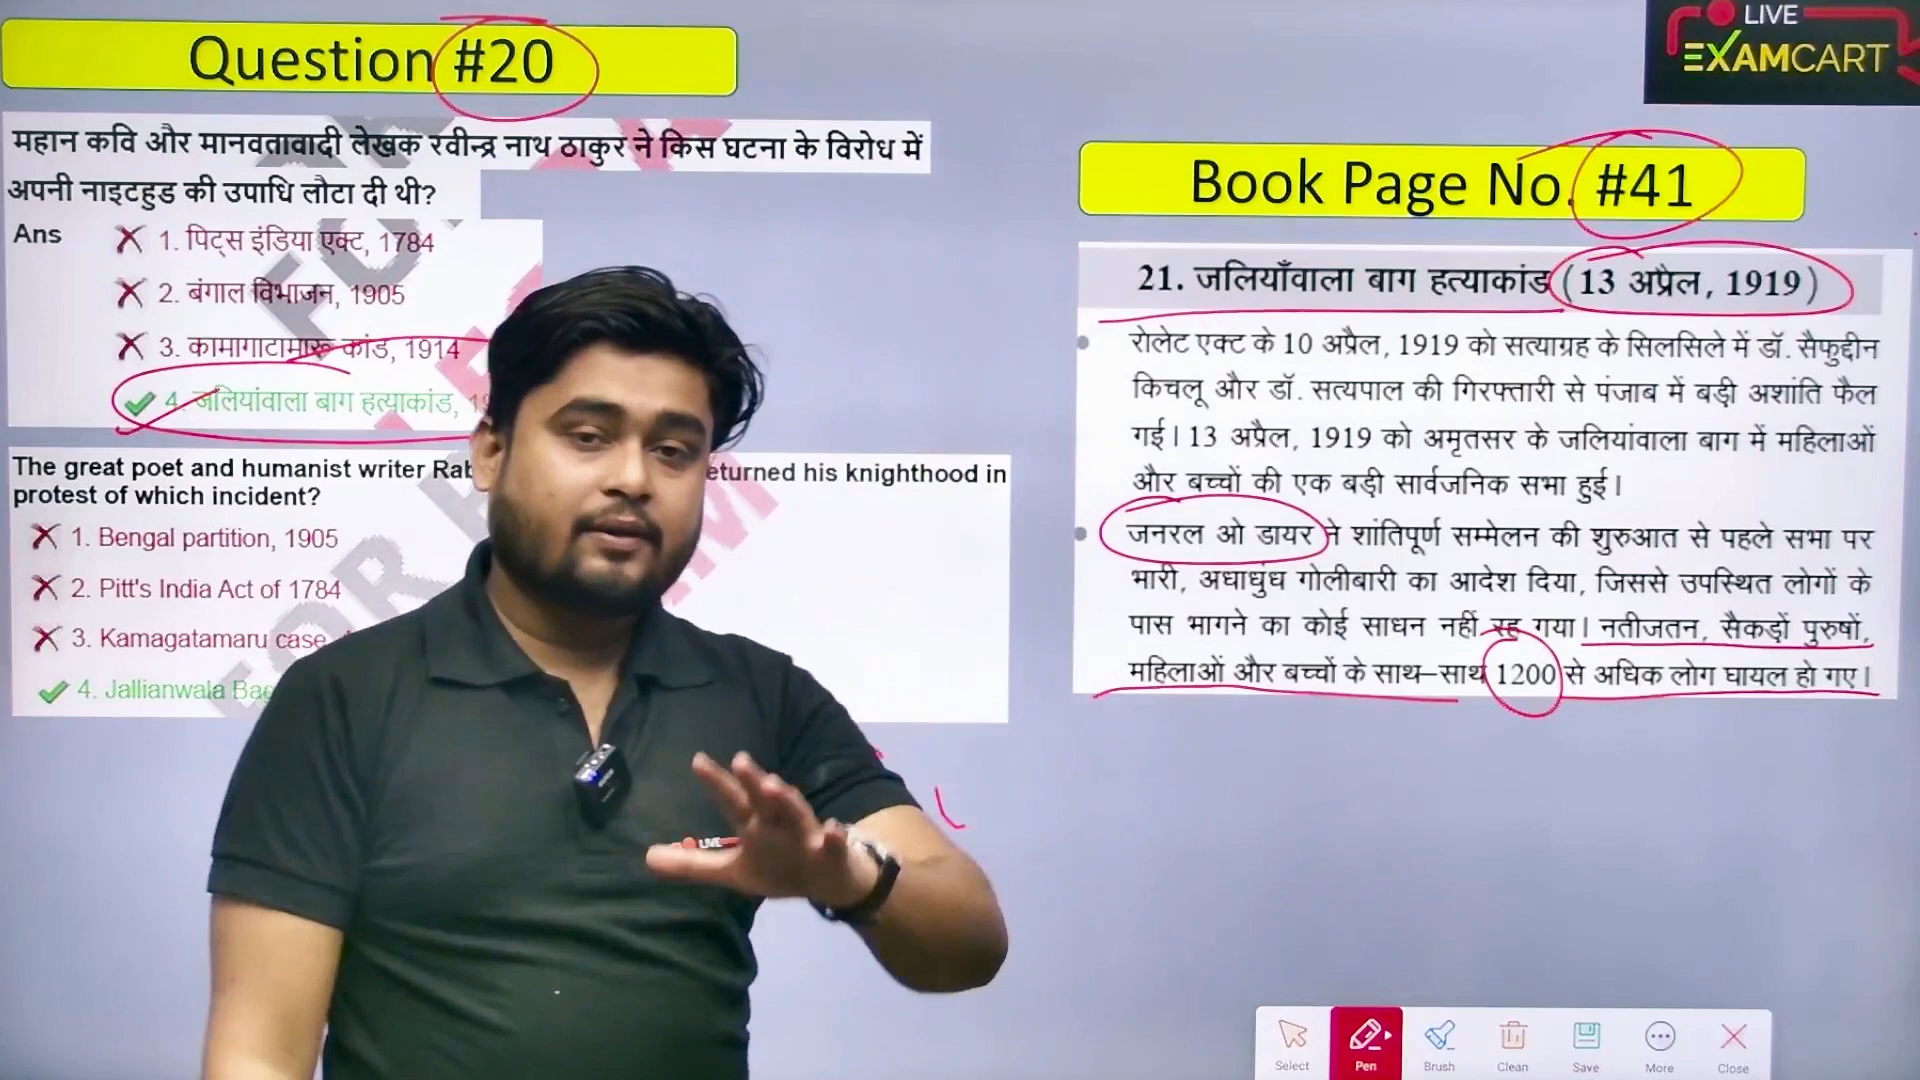 Question #20
महान कवि और मानवतावादी लेखक रवीन्द्र नाथ ठाकुर ने किस घटना के विरोध में
अपनी नाइटहुड की उपाधि लौटा दी थी?
Ans
1. पिट्स इंडिया एक्ट, 1784
2. बंगाल विभाजन, 1905
3. कामागाटामारू कांड, 1914
4. जलियांवाला बाग हत्याकांड,
The great poet and humanist writer eturned his knighthood in
protest of which incident?
1. Bengal partition, 1905
2. Pitt's India Act of 1784
3. Kamagatamaru case
4. Jallianwala
LIVE
LIVE
EXAMCART
Book Page No. #41
21. जलियाँवाला बाग हत्याकांड (13 अप्रैल, 1919)
रोलेट एक्ट के 10 अप्रैल, 1919 को सत्याग्रह के सिलसिले में डॉ. सैफुद्दीन
किचलू और डॉ. सत्यपाल की गिरफ्तारी से पंजाब में बड़ी अशांति फैल
गई। 13 अप्रैल, 1919 को अमृतसर के जलियांवाला बाग में महिलाओं
और बच्चों की एक बड़ी सार्वजनिक सभा हुई।
जनरल ओ डायर ने शांतिपूर्ण सम्मेलन की शुरुआत से पहले सभा पर
भारी, अधाधुंध गोलीबारी का आदेश दिया, जिससे उपस्थित लोगों के
पास भागने का कोई साधन नहीं रह गया। नतीजतन, सैकड़ों पुरुषों,
महिलाओं और बच्चों के साथ–साथ 1200 से अधिक लोग घायल हो गए।
Select
Pen
Brush
Clean
Save
More
Close